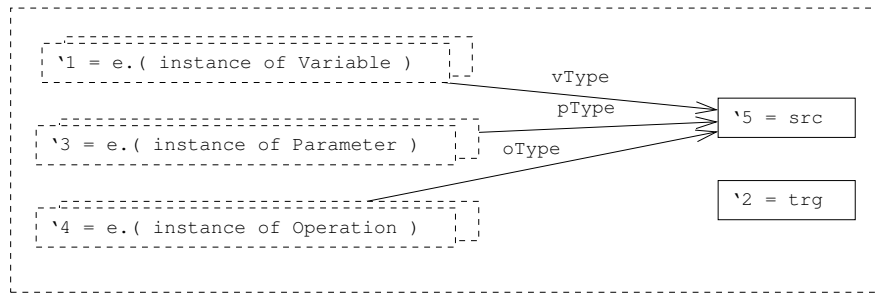 ‛1 = e.( instance of Variable )
vType
pType
‛5 = src
‛3 = e.( instance of Parameter )
oType
‛2 = trg
‛4 = e.( instance of Operation )